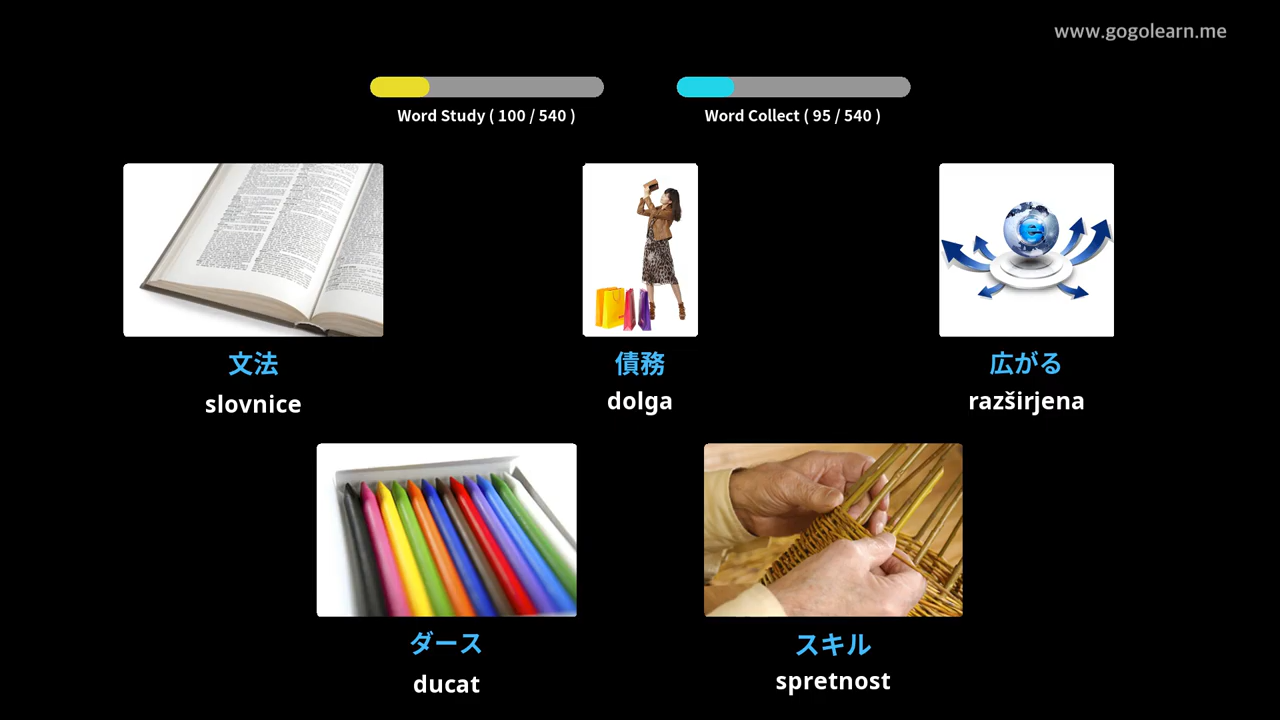 www.gogolearn.me
Word Study ( 100 / 540 )
Word Collect ( 95 / 540 )
文法
slovnice
債務
dolga
広がる
razširjena
ダース
ducat
スキル
spretnost